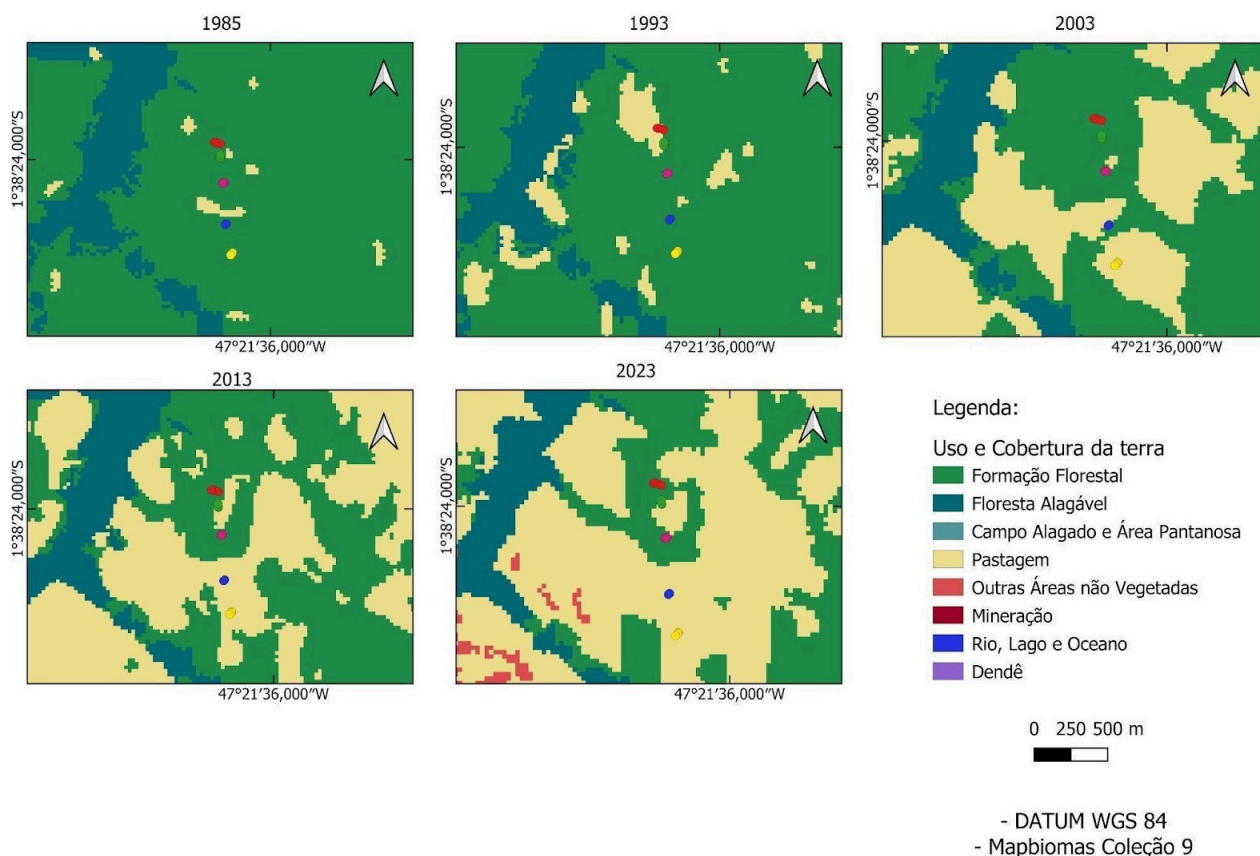 1985
1993
2003
1°38'24,000"S
1°38'24,000"S
1°38'24,000"S
47°21'36,000"W
47°21'36,000"W
47°21'36,000"W
2013
2023
1°38'24,000"S
1°38'24,000"S
47°21'36,000"W
47°21'36,000"W
Legenda:
Uso e Cobertura da terra
Formação Florestal
Floresta Alagável
Campo Alagado e Área Pantanosa
Pastagem
Outras Áreas não Vegetadas
Mineração
Rio, Lago e Oceano
Dendê
0 250 500 m
- DATUM WGS 84
- Mapbiomas Coleção 9